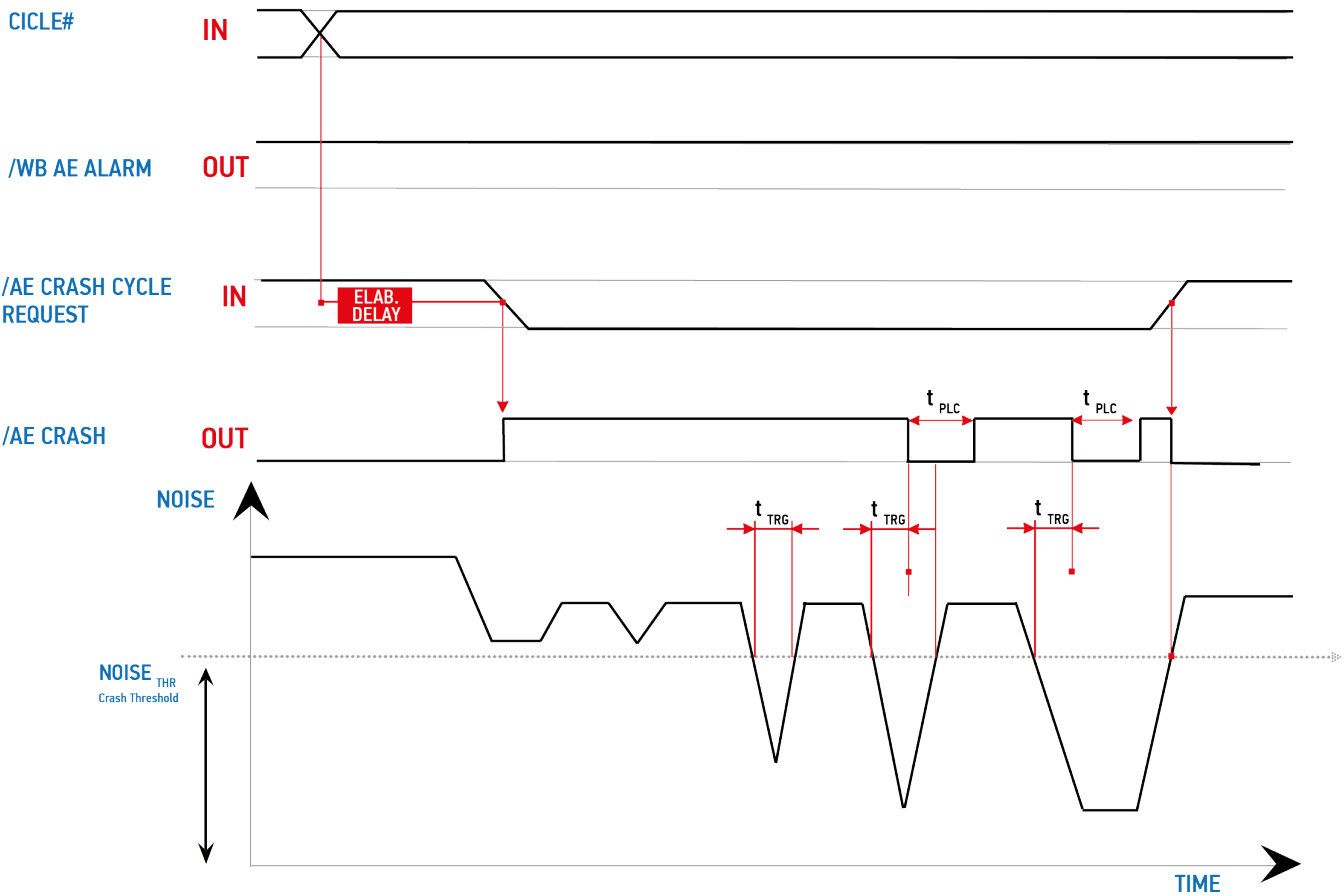 CICLE#
IN
/WB AE ALARM
OUT
/AE CRASH CYCLE
REQUEST
IN
ELAB.
DELAY
t PLC
t PLC
/AE CRASH
OUT
NOISE
t TRG
t TRG
t TRG
NOISE THR
Crash Threshold
TIME